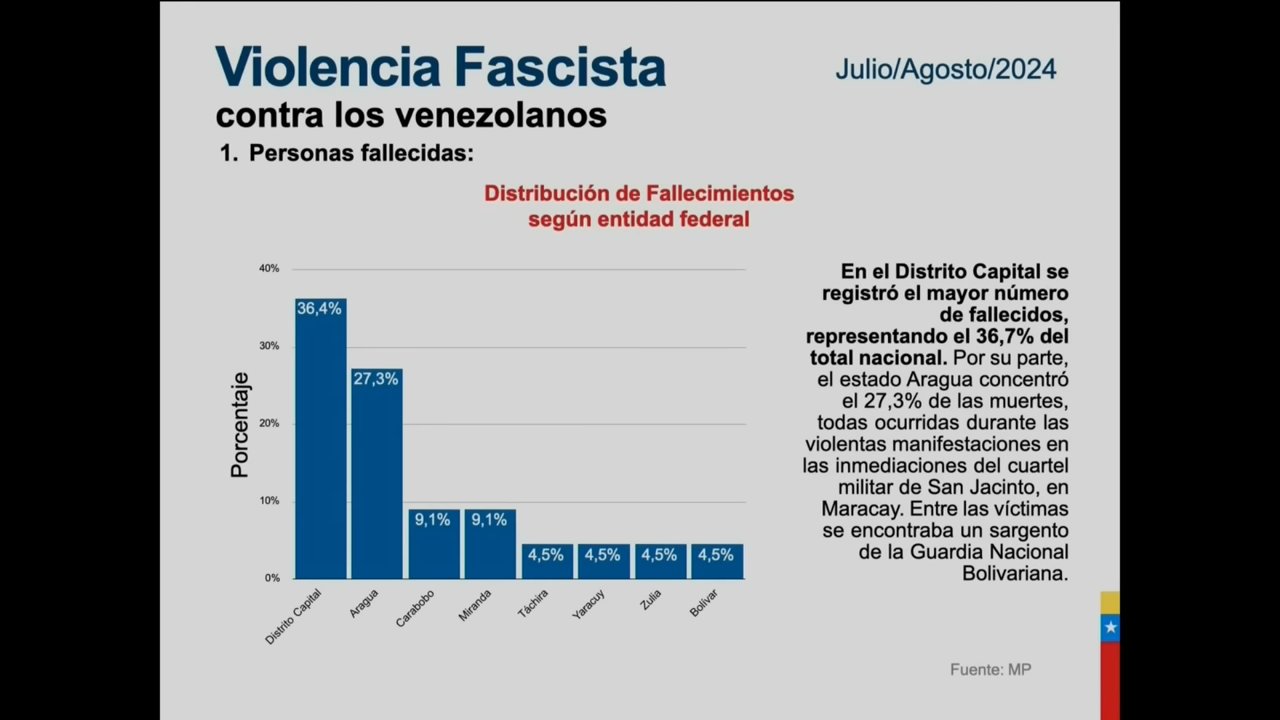 Violencia Fascista
contra los venezolanos
Julio/Agosto/2024
1. Personas fallecidas:
Distribución de Fallecimientos
según entidad federal
Porcentaje
40%
30%
20%
10%
0%
36,4%
27,3%
9,1%
9,1%
4,5%
4,5%
4,5%
4,5%
Distrito Capital
Aragua
Carabobo
Miranda
Táchira
Yaracuy
Zulia
Bolívar
En el Distrito Capital se
registró el mayor número
de fallecidos,
representando el 36,7% del
total nacional. Por su parte,
el estado Aragua concentró
el 27,3% de las muertes,
todas ocurridas durante las
violentas manifestaciones en
las inmediaciones del cuartel
militar de San Jacinto, en
Maracay. Entre las víctimas
se encontraba un sargento
de la Guardia Nacional
Bolivariana.
Fuente: MP